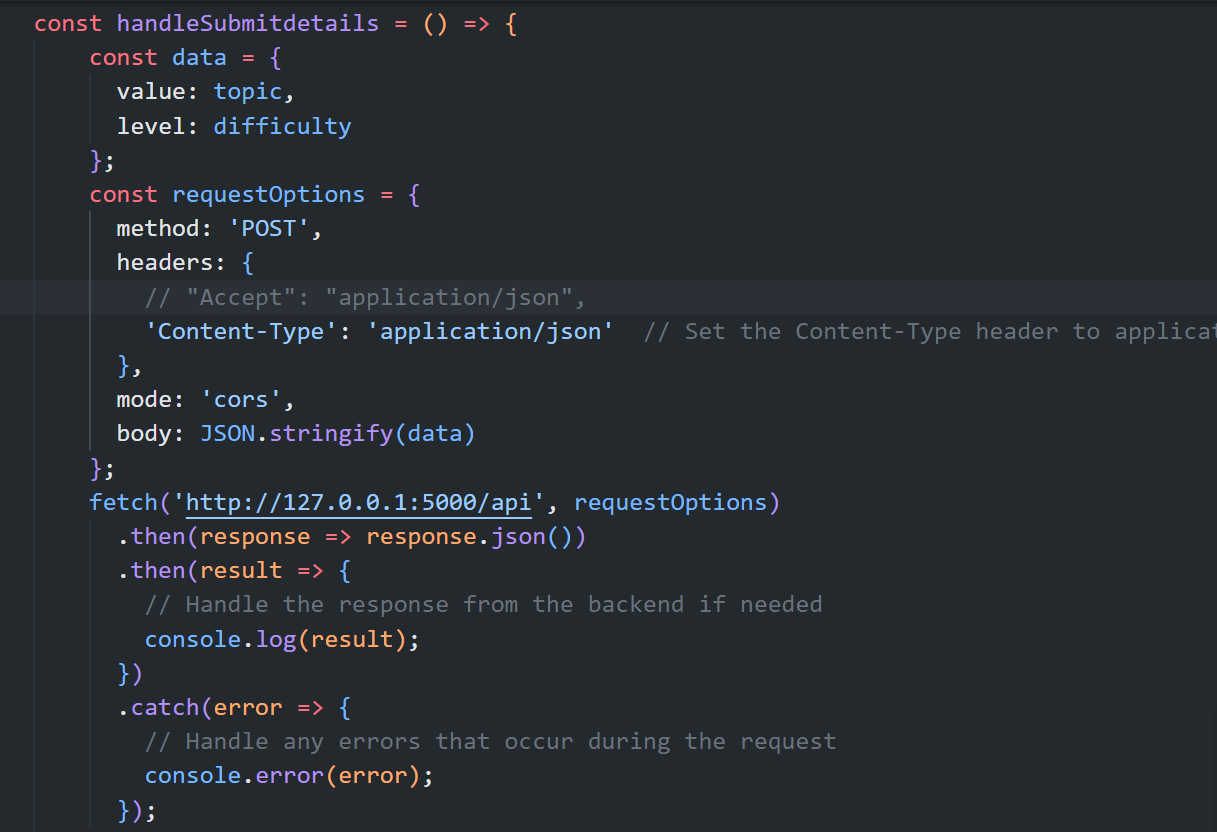 const handleSubmitdetails = () => {
const data = {
value: topic,
level: difficulty
};
const requestOptions = {
method: 'POST',
headers: {
// "Accept": "application/json",
'Content-Type': 'application/json'  // Set the Content-Type header to
},
mode: 'cors',
body: JSON.stringify(data)
};
fetch('http://127.0.0.1:5000/api', requestOptions)
.then(response => response.json())
.then(result => {
// Handle the response from the backend if needed
console.log(result);
})
.catch(error => {
// Handle any errors that occur during the request
console.error(error);
});